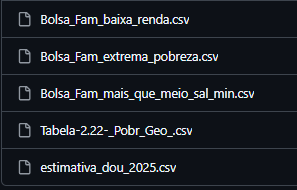 Bolsa_Fam_baixa_renda.csv
Bolsa_Fam_extrema_pobreza.csv
Bolsa_Fam_mais_que_meio_sal_min.csv
Tabela-2.22-_Pobr_Geo_.csv
estimativa_dou_2025.csv